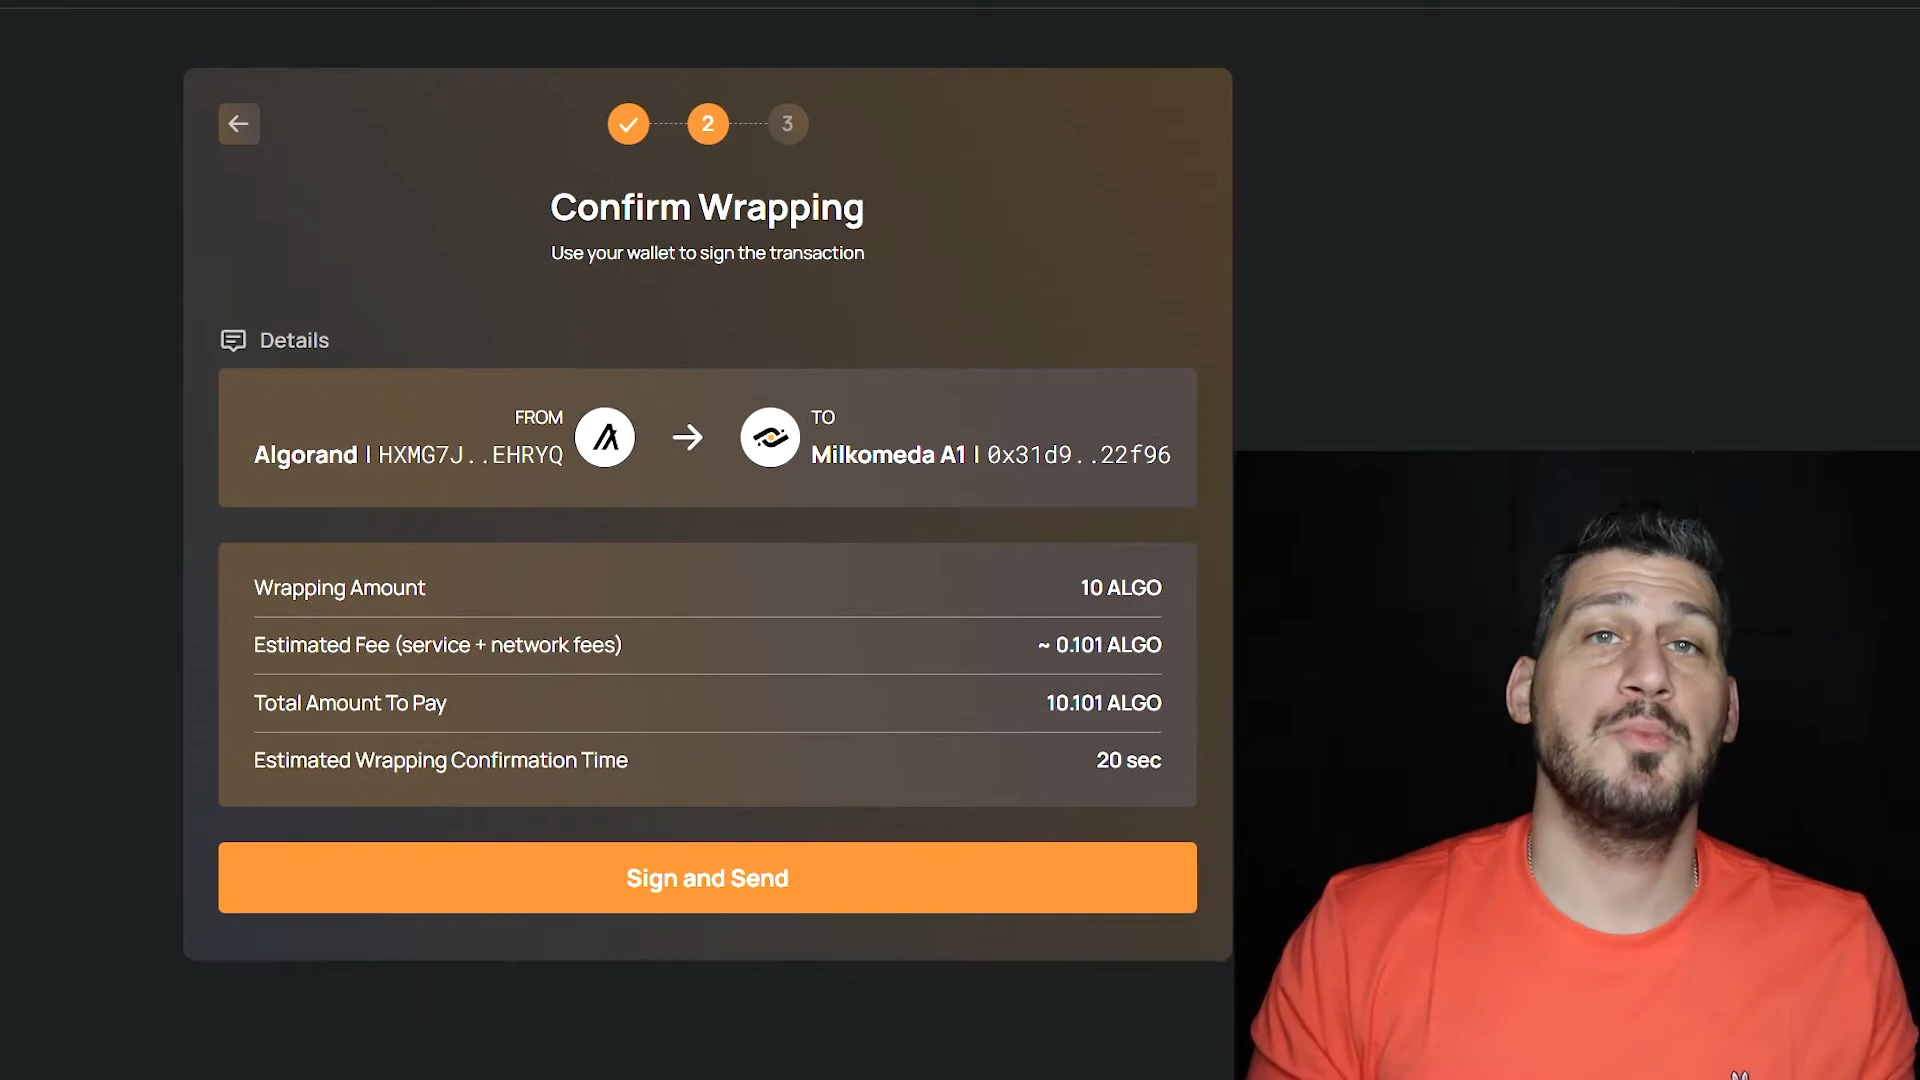 2
3
Confirm Wrapping
Use your wallet to sign the transaction
Details
FROM
Algorand | HXMG7J..EHRYQ
TO
Milkomeda A1 | 0x31d9..22f96
Wrapping Amount 10 ALGO
Estimated Fee (service + network fees) ~ 0.101 ALGO
Total Amount To Pay 10.101 ALGO
Estimated Wrapping Confirmation Time 20 sec
Sign and Send